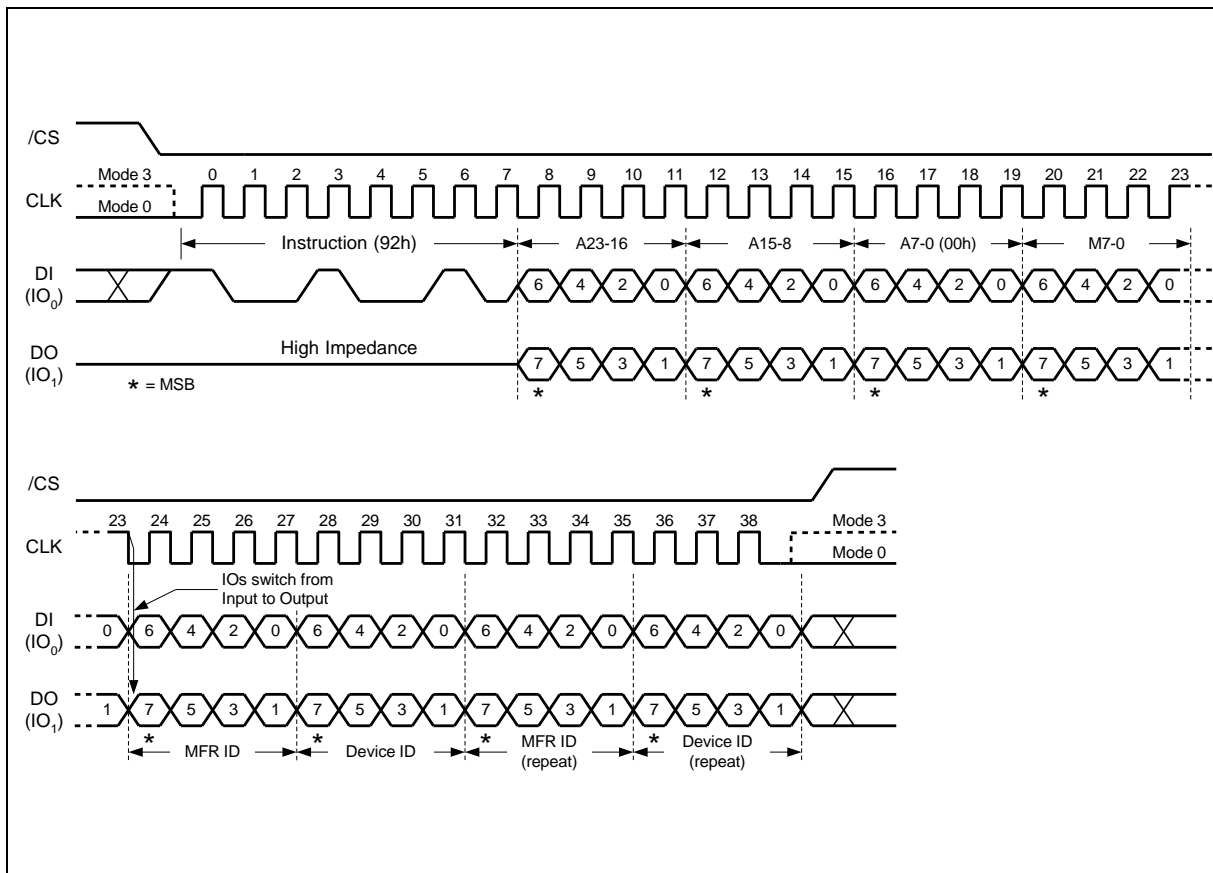 /CS
Mode 3
0 1 2 3 4 5 6 7 8 9 10 11 12 13 14 15 16 17 18 19 20 21 22 23
CLK
Mode 0
Instruction (92h) A23-16 A15-8 A7-0 (00h) M7-0
DI
(IO0)
6 4 2 0 6 4 2 0 6 4 2 0 6 4 2 0
High Impedance
DO
(IO1)
7 5 3 1 7 5 3 1 7 5 3 1 7 5 3 1
* = MSB
* * * *
/CS
23 24 25 26 27 28 29 30 31 32 33 34 35 36 37 38
Mode 3
CLK
Mode 0
IOs switch from
Input to Output
DI
(IO0)
0 6 4 2 0 6 4 2 0 6 4 2 0 6 4 2 0
DO
(IO1)
1 7 5 3 1 7 5 3 1 7 5 3 1 7 5 3 1
* * * *
MFR ID Device ID MFR ID
(repeat)
Device ID
(repeat)